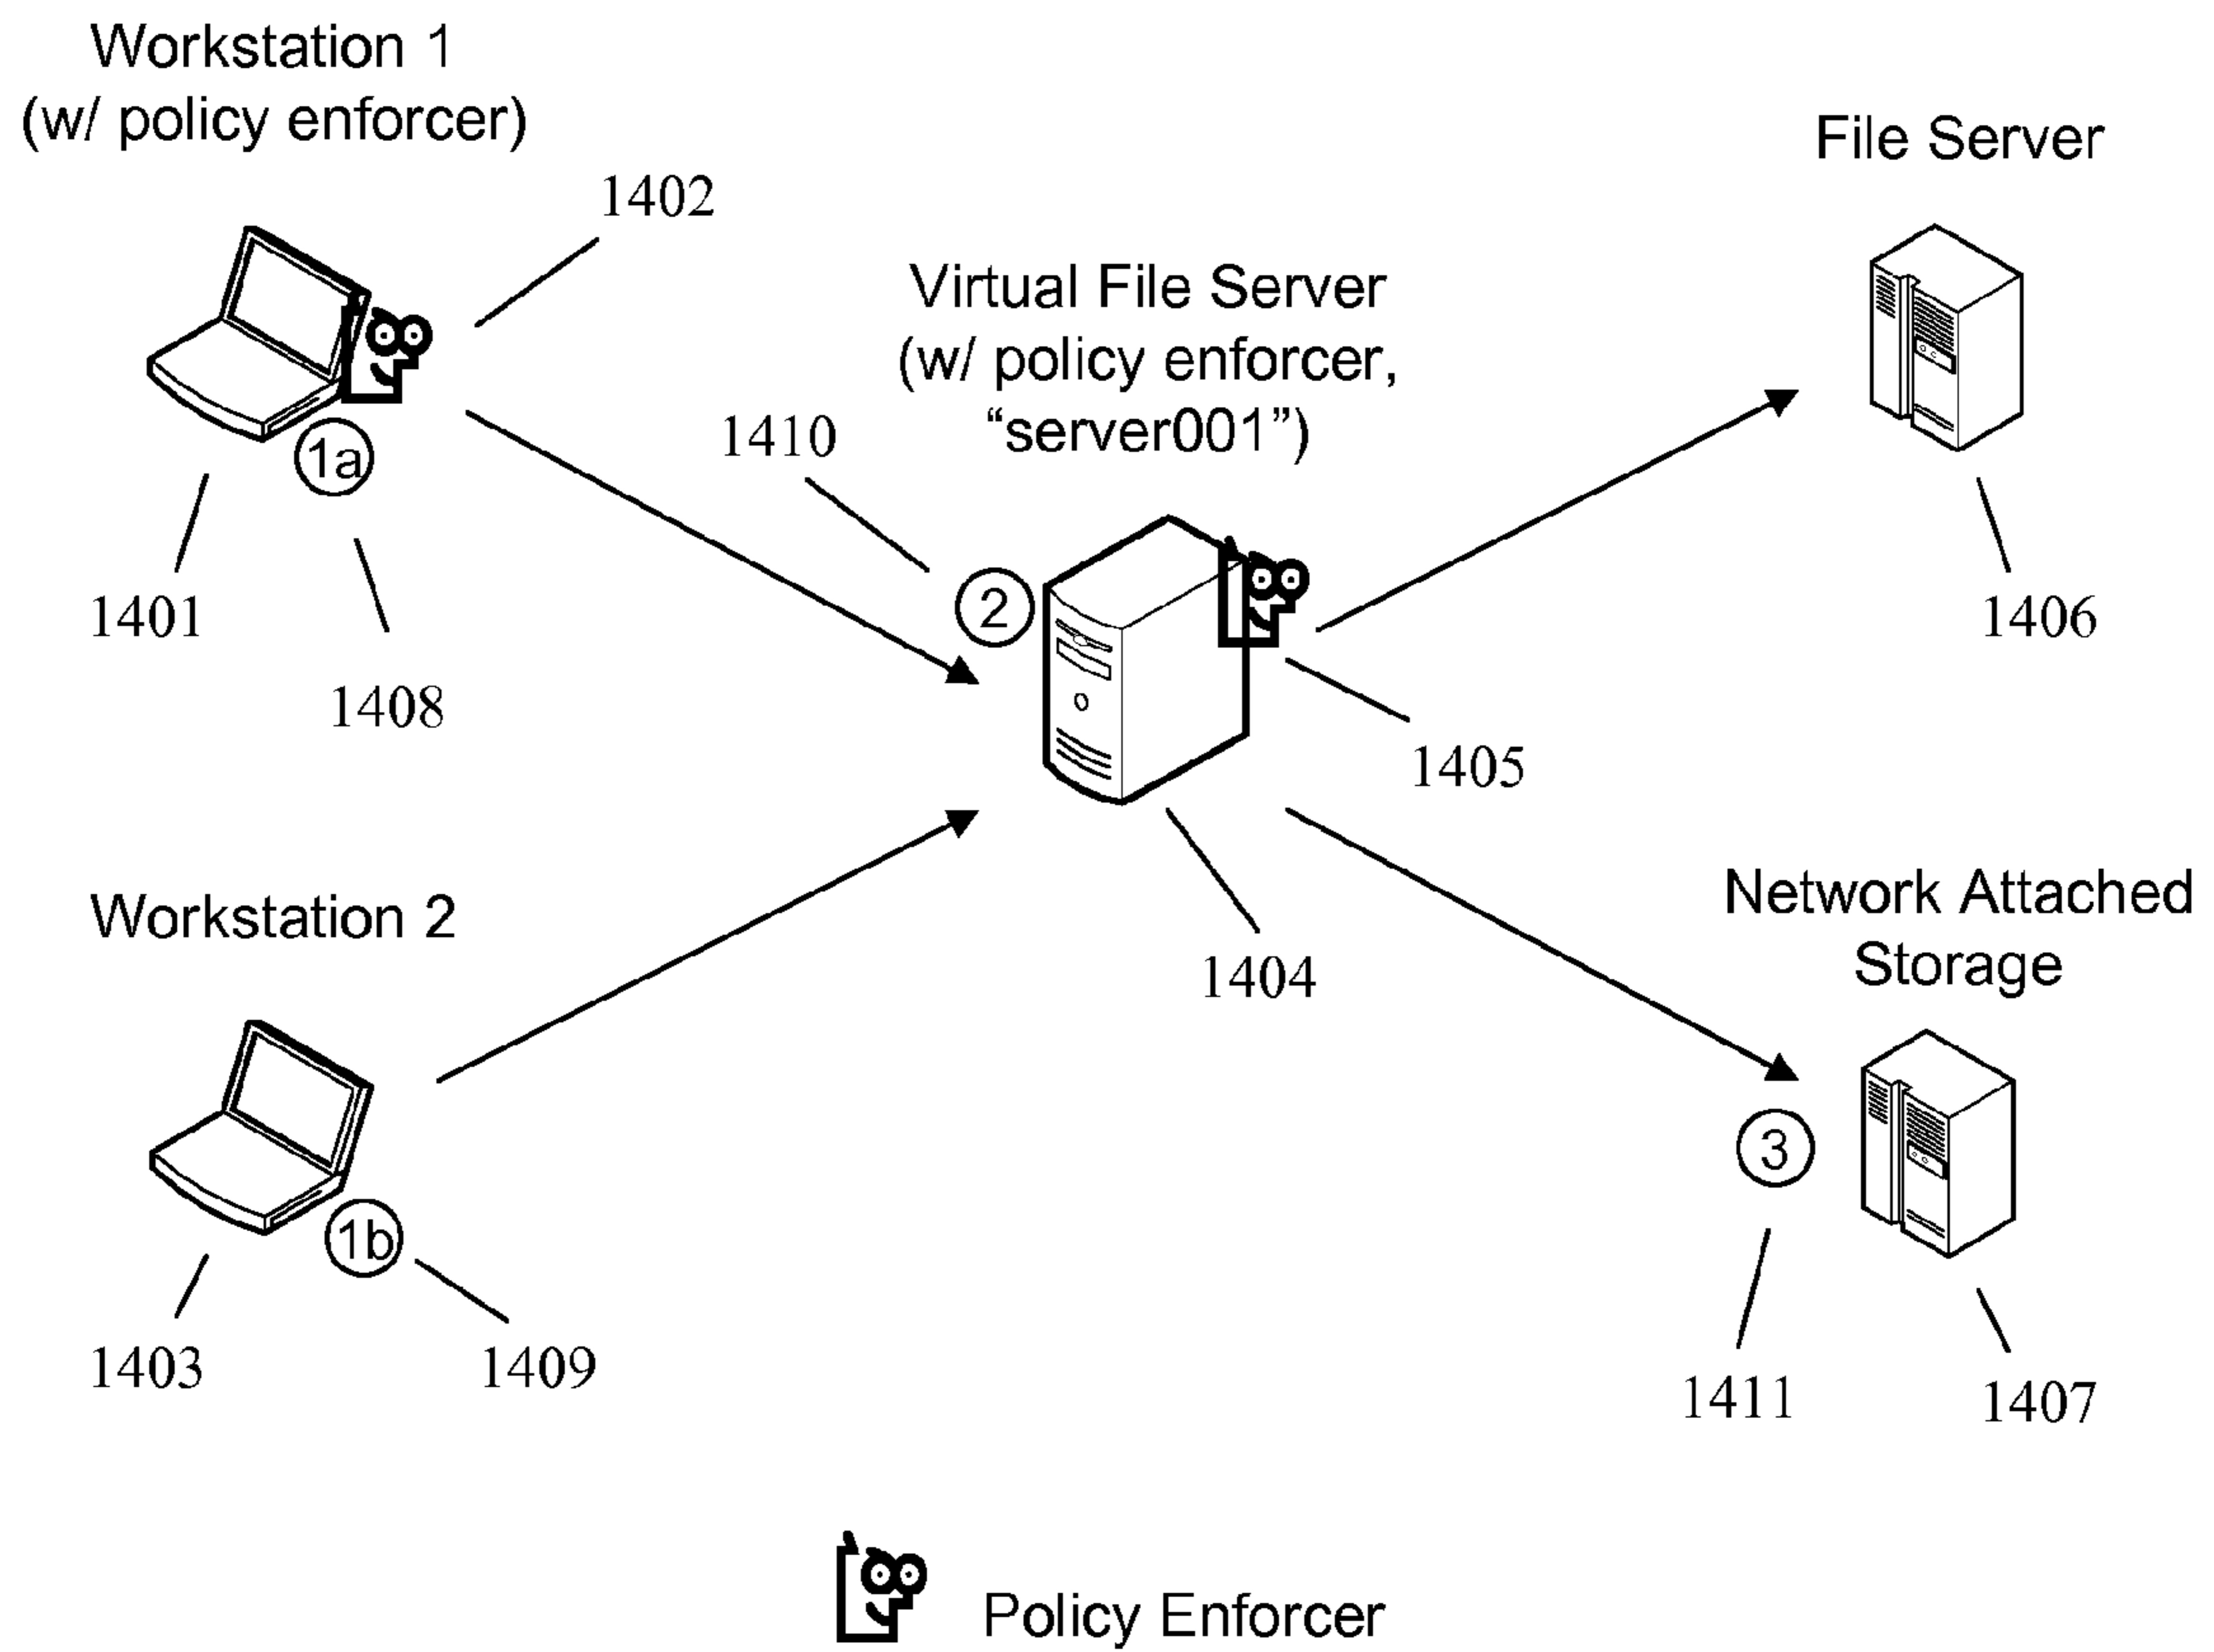 Workstation 1
(w/ policy enforcer)
1402
File Server
Virtual File Server
(w/ policy enforcer,
“server001”)
1410
1a
2
1401
1406
1408
1405
Workstation 2
Network Attached
Storage
1404
3
1b
1403
1409
1411
1407
Policy Enforcer